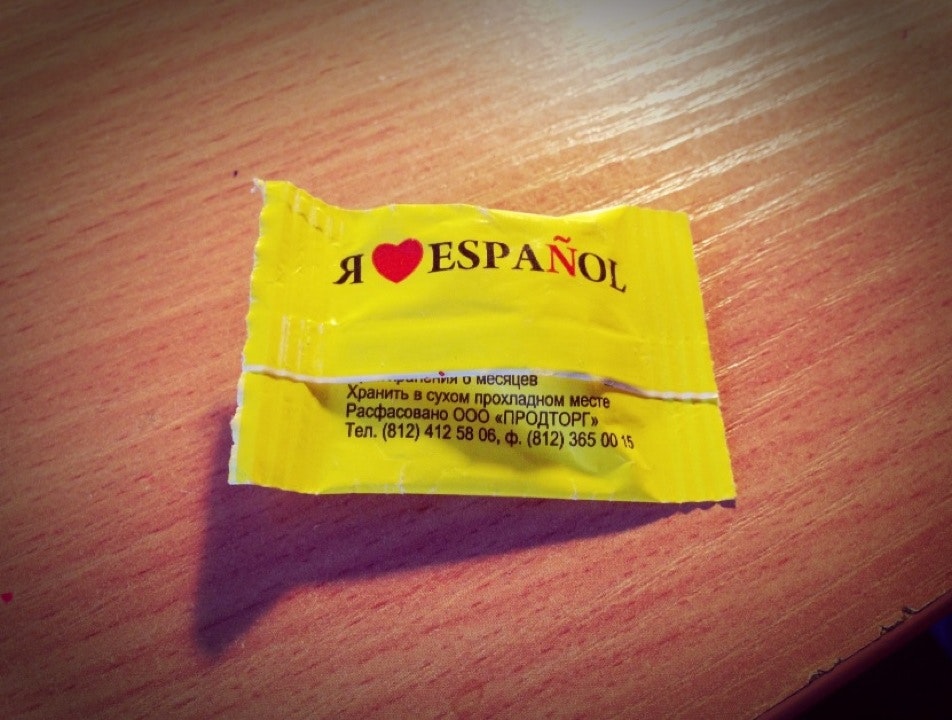 Я ❤ ESPAÑOL
хранения 6 месяцев
Хранить в сухом прохладном месте
Расфасовано ООО «ПРОДТОРГ»
Тел. (812) 412 58 06, ф. (812) 365 00 15